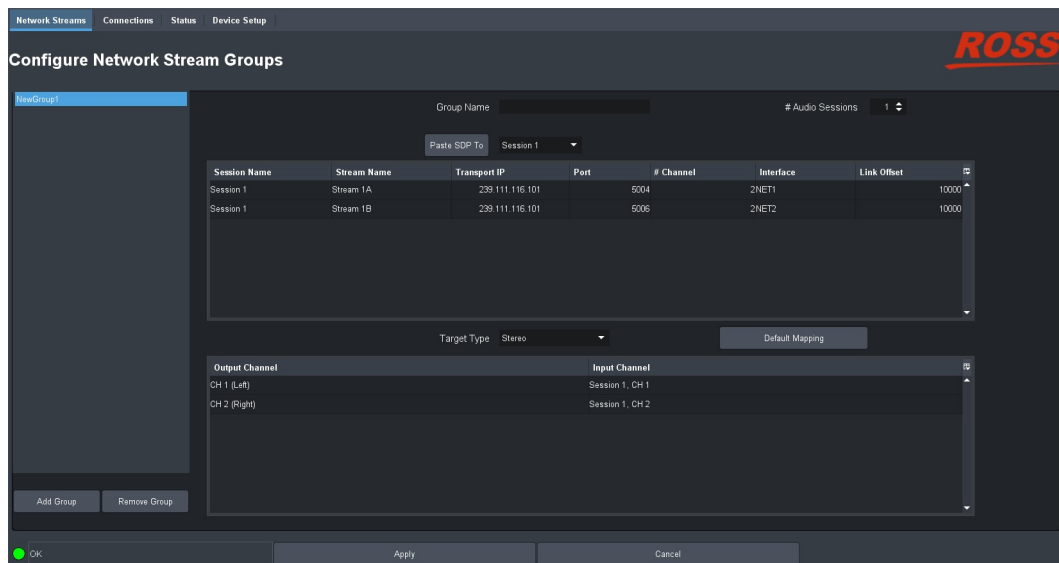 Network Streams Connections Status Device Setup
ROSS
Configure Network Stream Groups
NewGroup1
Group Name
# Audio Sessions 1
Paste SDP To Session 1
Session Name Stream Name Transport IP Port # Channel Interface Link Offset
Session 1 Stream 1A 239.111.116.101 5004 2 NET1 10000
Session 1 Stream 1B 239.111.116.101 5006 2 NET2 10000
Target Type Stereo Default Mapping
Output Channel Input Channel
CH 1 (Left) Session 1, CH 1
CH 2 (Right) Session 1, CH 2
Add Group Remove Group
OK Apply Cancel